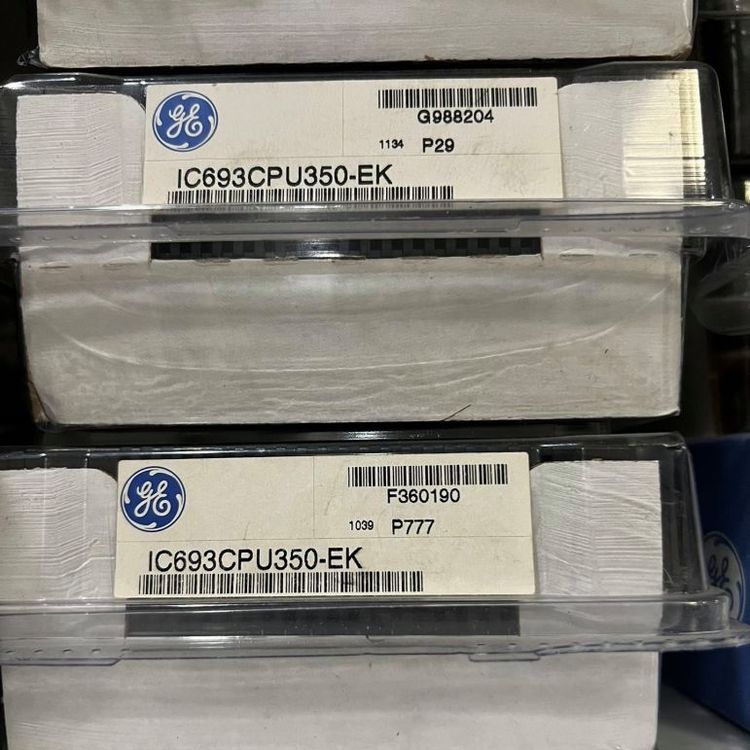 GE
G988204
1134 P29
IC693CPU350-EK
GE
F360190
1039 P777
IC693CPU350-EK